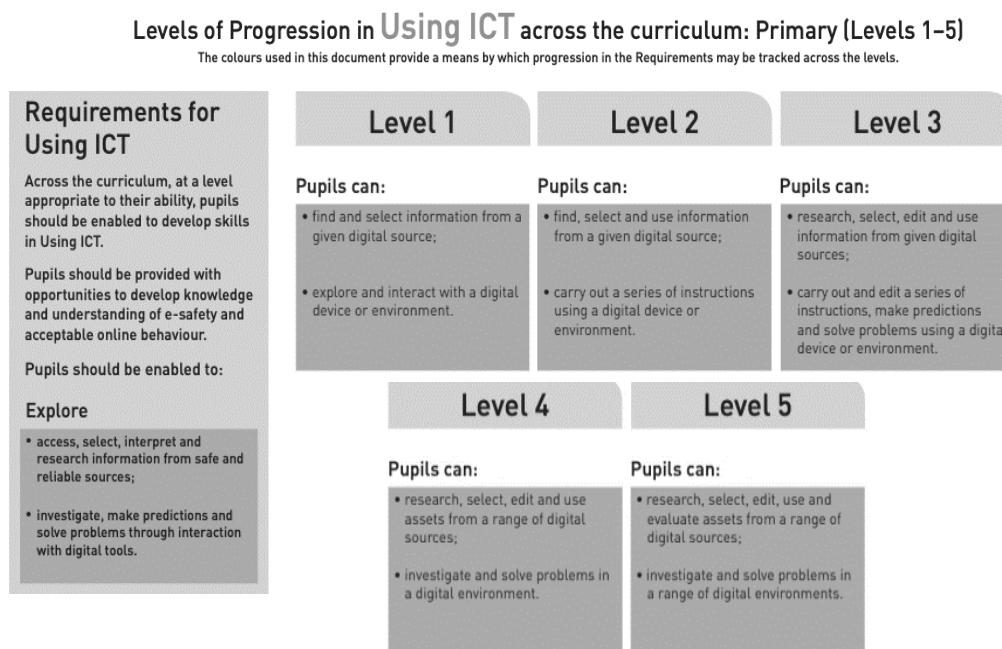 Levels of Progression in Using ICT across the curriculum: Primary (Levels 1–5)
The colours used in this document provide a means by which progression in the Requirements may be tracked across the levels.
Requirements for
Using ICT
Across the curriculum, at a level
appropriate to their ability, pupils
should be enabled to develop skills
in Using ICT.
Pupils should be provided with
opportunities to develop knowledge
and understanding of e-safety and
acceptable online behaviour.
Pupils should be enabled to:
Explore
• access, select, interpret and
research information from safe and
reliable sources;
• investigate, make predictions and
solve problems through interaction
with digital tools.
Level 1
Pupils can:
• find and select information from a
given digital source;
• explore and interact with a digital
device or environment.
Level 2
Pupils can:
• find, select and use information
from a given digital source;
• carry out a series of instructions
using a digital device or
environment.
Level 3
Pupils can:
• research, select, edit and use
information from given digital
sources;
• carry out and edit a series of
instructions, make predictions
and solve problems using a digita
device or environment.
Level 4
Pupils can:
• research, select, edit and use
assets from a range of digital
sources;
• investigate and solve problems in
a digital environment.
Level 5
Pupils can:
• research, select, edit, use and
evaluate assets from a range of
digital sources;
• investigate and solve problems in
a range of digital environments.